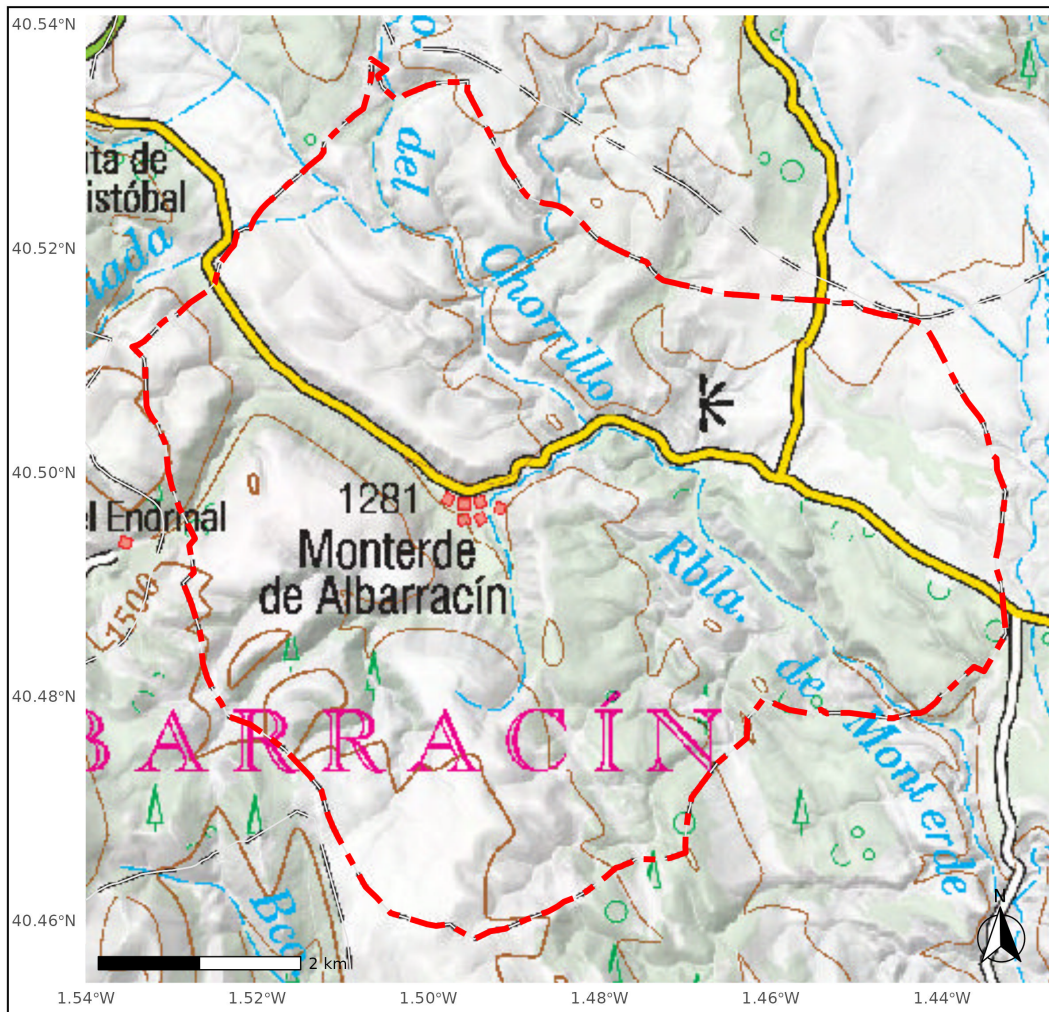 40.54°N
o.
ita de
istóbal
del
40.52°N
Chorrillo
40.50°N
1281
el Endrinal
Monterde
de Albarracín
Rbla.
1500
40.48°N
de
BARRACÍN
Monterde
40.46°N
Bco
N
2 km
1.54°W
1.52°W
1.50°W
1.48°W
1.46°W
1.44°W